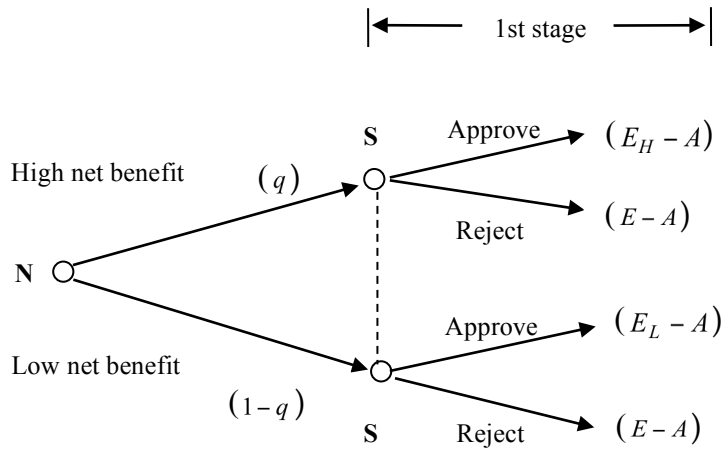 1st stage
S
Approve
(E_H − A)
High net benefit
(q)
Reject
(E − A)
N
Approve
(E_L − A)
Low net benefit
(1−q)
S
Reject
(E − A)